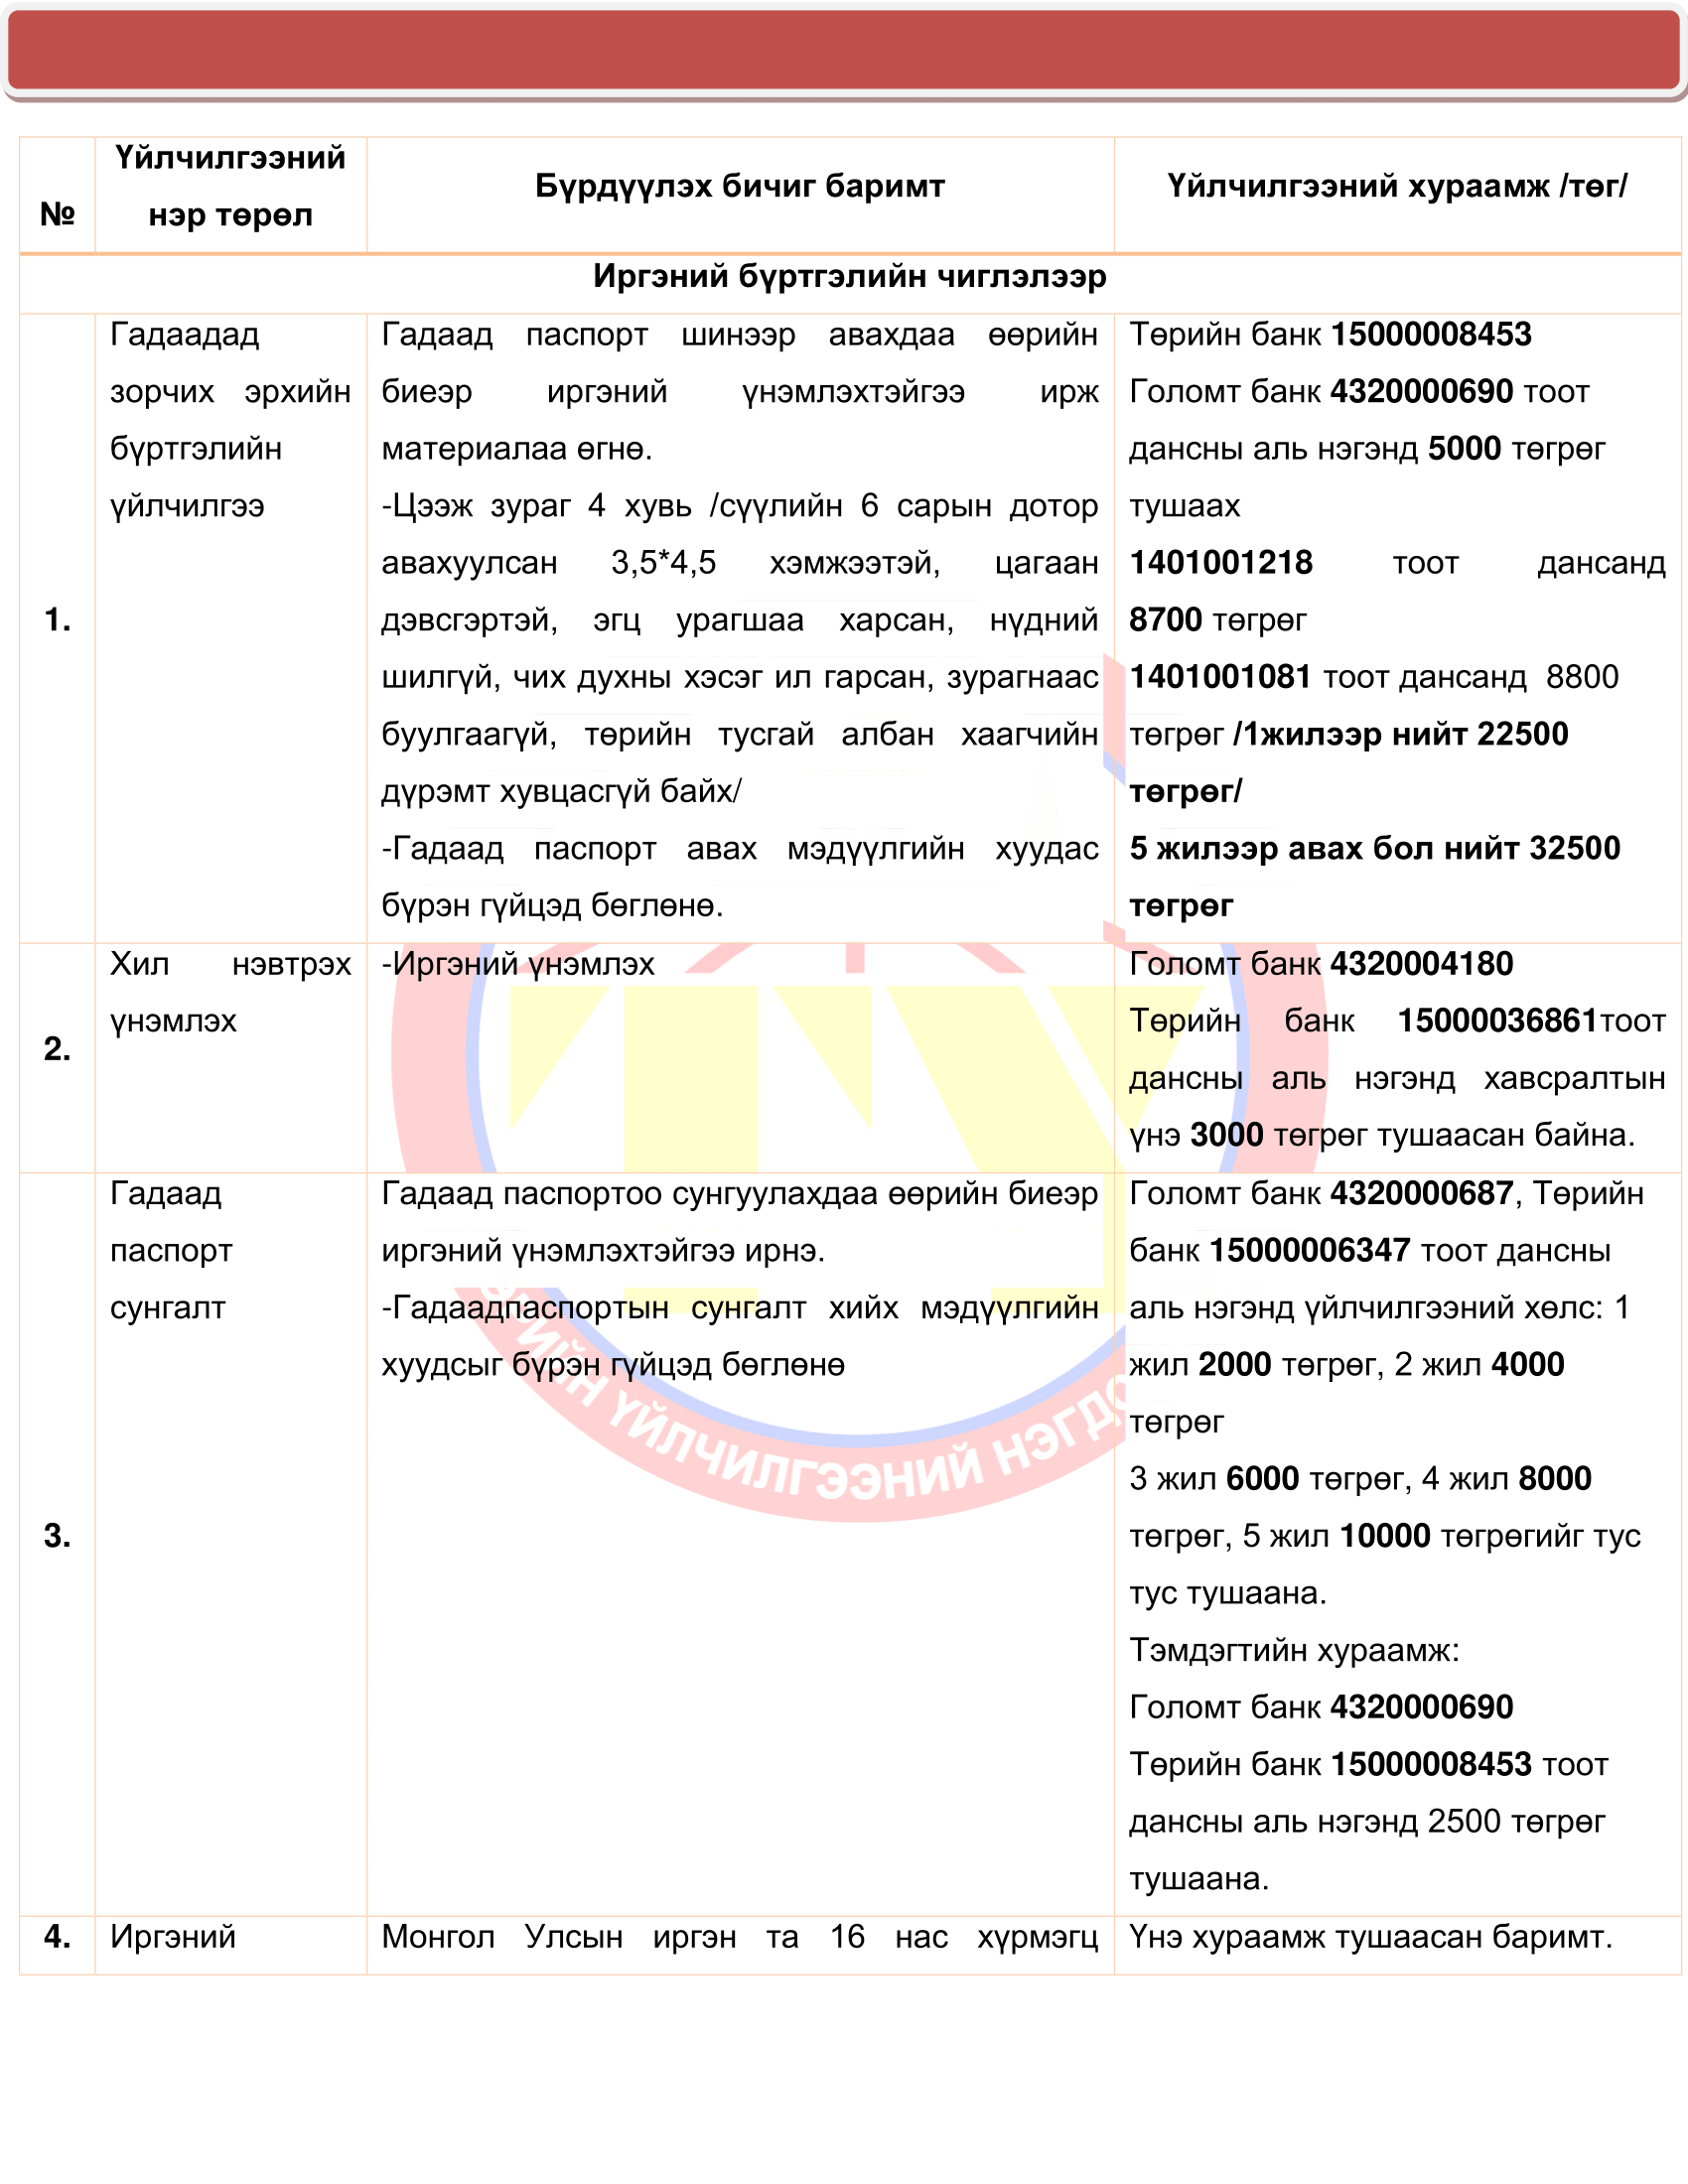 №
Үйлчилгээний
нэр төрөл
Бүрдүүлэх бичиг баримт
Үйлчилгээний хураамж /төг/
Иргэний бүртгэлийн чиглэлээр
1.
Гадаадад
зорчих эрхийн
бүртгэлийн
үйлчилгээ
Гадаад паспорт шинээр авахдаа өөрийн
биеэр иргэний үнэмлэхтэйгээ ирж
материалаа өгнө.
-Цээж зураг 4 хувь /сүүлийн 6 сарын дотор
авахуулсан 3,5*4,5 хэмжээтэй, цагаан
дэвсгэртэй, эгц урагшаа харсан, нүдний
шилгүй, чих духны хэсэг ил гарсан, зурагнаас
буулгаагүй, төрийн тусгай албан хаагчийн
дүрэмт хувцасгүй байх/
-Гадаад паспорт авах мэдүүлгийн хуудас
бүрэн гүйцэд бөглөнө.
Төрийн банк 15000008453
Голомт банк 4320000690 тоот
дансны аль нэгэнд 5000 төгрөг
тушаах
1401001218 тоот дансанд
8700 төгрөг
1401001081 тоот дансанд 8800
төгрөг /1жилээр нийт 22500
төгрөг/
5 жилээр авах бол нийт 32500
төгрөг
2.
Хил нэвтрэх
үнэмлэх
-Иргэний үнэмлэх
Голомт банк 4320004180
Төрийн банк 15000036861тоот
дансны аль нэгэнд хавсралтын
үнэ 3000 төгрөг тушаасан байна.
3.
Гадаад
паспорт
сунгалт
Гадаад паспортоо сунгуулахдаа өөрийн биеэр
иргэний үнэмлэхтэйгээ ирнэ.
-Гадаадпаспортын сунгалт хийх мэдүүлгийн
хуудсыг бүрэн гүйцэд бөглөнө
Голомт банк 4320000687, Төрийн
банк 15000006347 тоот дансны
аль нэгэнд үйлчилгээний хөлс: 1
жил 2000 төгрөг, 2 жил 4000
төгрөг
3 жил 6000 төгрөг, 4 жил 8000
төгрөг, 5 жил 10000 төгрөгийг тус
тус тушаана.
Тэмдэгтийн хураамж:
Голомт банк 4320000690
Төрийн банк 15000008453 тоот
дансны аль нэгэнд 2500 төгрөг
тушаана.
4.
Иргэний
Монгол Улсын иргэн та 16 нас хүрмэгц
Үнэ хураамж тушаасан баримт.
ТҮ
ҮЙЛЧИЛГЭЭНИЙ